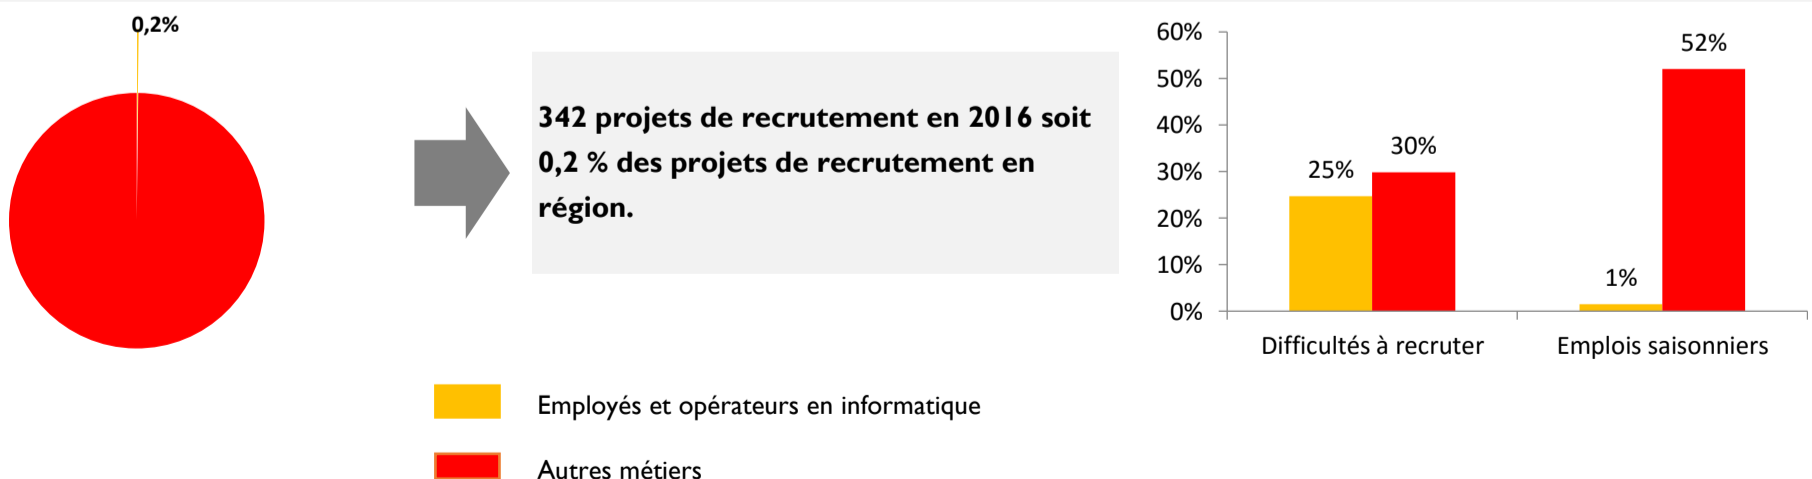 0,2%
342 projets de recrutement en 2016 soit
0,2 % des projets de recrutement en
région.
60%
50%
40%
30%
20%
10%
0%
25%
30%
1%
52%
Difficultés à recruter
Emplois saisonniers
Employés et opérateurs en informatique
Autres métiers